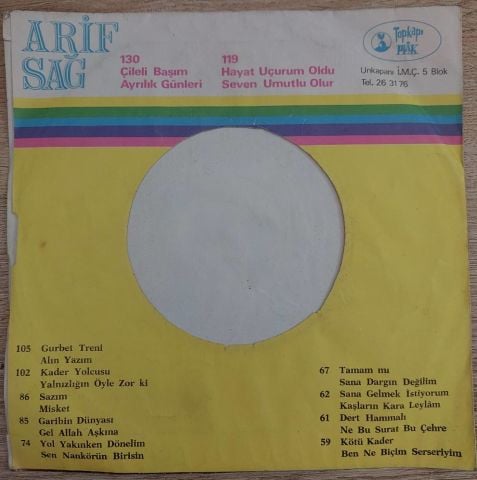 ARİF
SAĞ
130
Çileli Başım
Ayrılık Günleri
119
Hayat Uçurum Oldu
Seven Umutlu Olur
Topkapı
PLÂK
Unkapanı İ.M.Ç. 5 Blok
Tel. 26 31 76
105 Gurbet Treni
Alın Yazım
102 Kader Yolcusu
Yalnızlığın Öyle Zor ki
86 Sazım
Misket
85 Garibin Dünyası
Gel Allah Aşkına
74 Yol Yakınken Dönelim
Sen Nankörün Birisin
67 Tamam mı
Sana Dargın Değilim
62 Sana Gelmek İstiyorum
Kaşların Kara Leylâm
61 Dert Hammalı
Ne Bu Surat Bu Çehre
59 Kötü Kader
Ben Ne Biçim Serseriyim